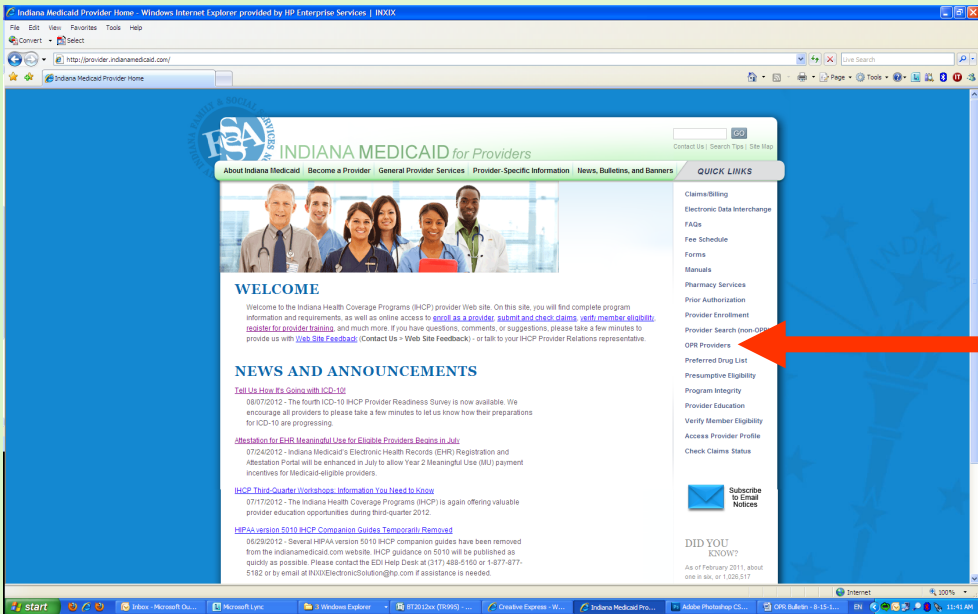 Indiana Medicaid Provider Home - Windows Internet Explorer provided by HP Enterprise Services | INXIX
File Edit View Favorites Tools Help
Convert Select
http://provider.indianamedicaid.com/
Live Search
Indiana Medicaid Provider Home
Page Tools
INDIANA FAMILY & SOCIAL SERVICES
FSSA
INDIANA MEDICAID for Providers
GO
Contact Us | Search Tips | Site Map
About Indiana Medicaid Become a Provider General Provider Services Provider-Specific Information News, Bulletins, and Banners
QUICK LINKS
Claims/Billing
Electronic Data Interchange
FAQs
Fee Schedule
Forms
Manuals
Pharmacy Services
Prior Authorization
Provider Enrollment
Provider Search (non-OPR)
OPR Providers
Preferred Drug List
Presumptive Eligibility
Program Integrity
Provider Education
Verify Member Eligibility
Access Provider Profile
Check Claims Status
WELCOME
Welcome to the Indiana Health Coverage Programs (IHCP) provider Web site. On this site, you will find complete program
information and requirements, as well as online access to enroll as a provider, submit and check claims, verify member eligibility,
register for provider training, and much more. If you have questions, comments, or suggestions, please take a few minutes to
provide us with Web Site Feedback (Contact Us > Web Site Feedback) - or talk to your IHCP Provider Relations representative.
NEWS AND ANNOUNCEMENTS
Tell Us How It's Going with ICD-10!
08/07/2012 - The fourth ICD-10 IHCP Provider Readiness Survey is now available. We
encourage all providers to please take a few minutes to let us know how their preparations
for ICD-10 are progressing.
Attestation for EHR Meaningful Use for Eligible Providers Begins in July
07/24/2012 - Indiana Medicaid's Electronic Health Records (EHR) Registration and
Attestation Portal will be enhanced in July to allow Year 2 Meaningful Use (MU) payment
incentives for Medicaid-eligible providers.
IHCP Third-Quarter Workshops: Information You Need to Know
07/17/2012 - The Indiana Health Coverage Programs (IHCP) is again offering valuable
provider education opportunities during third-quarter 2012.
HIPAA version 5010 IHCP Companion Guides Temporarily Removed
06/29/2012 - Several HIPAA version 5010 IHCP companion guides have been removed
from the indianamedicaid.com website. IHCP guidance on 5010 will be published as
quickly as possible. Please contact the EDI Help Desk at (317) 488-5160 or 1-877-877-
5182 or by email at INXIXElectronicSolution@hp.com if assistance is needed.
Subscribe
to Email
Notices
DID YOU
KNOW?
As of February 2011, about
one in six, or 1,026,517
INDIANA
Internet
100%
start
Inbox - Microsoft Ou...
Microsoft Lync
3 Windows Explorer
BT2012xx (TR995) - ...
Creative Express - W...
Indiana Medicaid Pro...
Adobe Photoshop CS...
OPR Bulletin - 8-15-1...
EN
11:41 AM